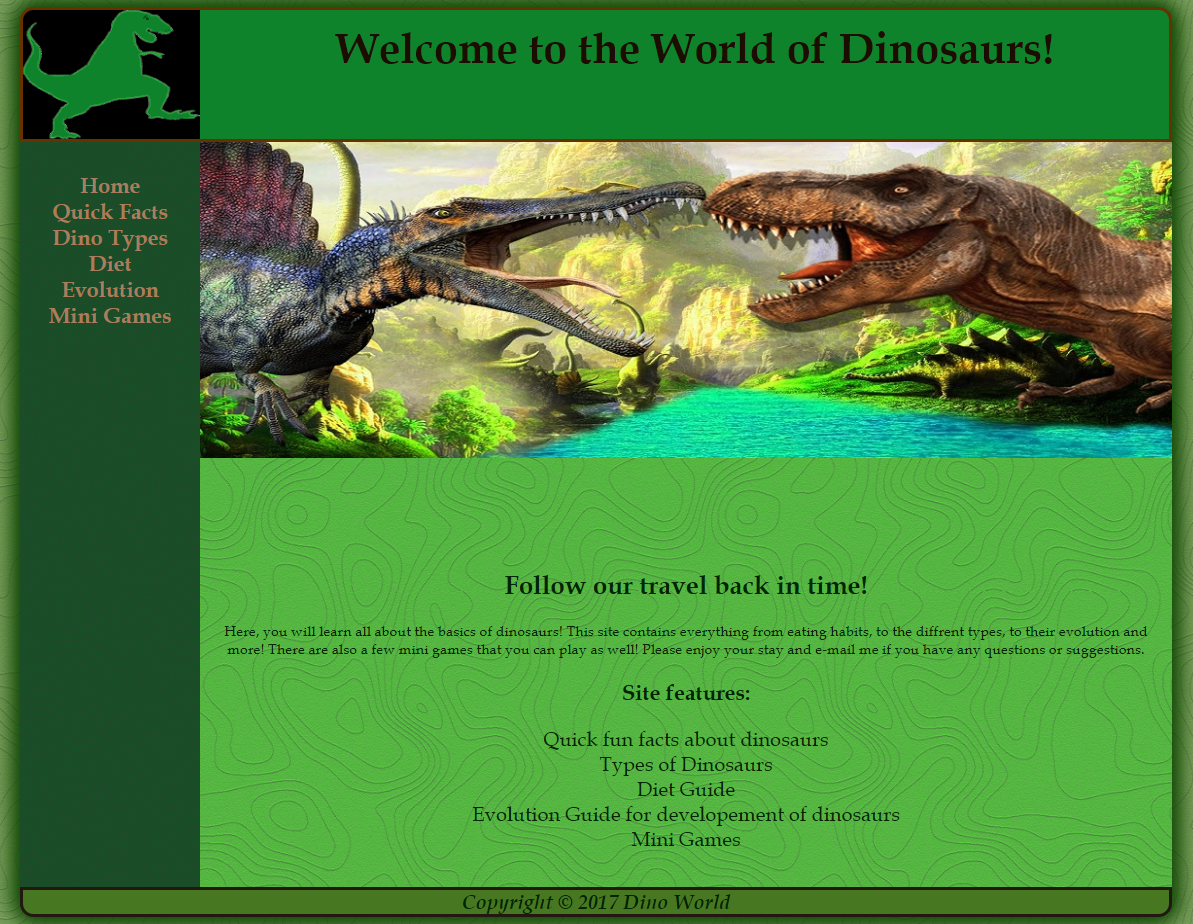 Welcome to the World of Dinosaurs!
Home
Quick Facts
Dino Types
Diet
Evolution
Mini Games
Follow our travel back in time!
Here, you will learn all about the basics of dinosaurs! This site contains everything from eating habits, to the diffrent types, to their evolution and
more! There are also a few mini games that you can play as well! Please enjoy your stay and e-mail me if you have any questions or suggestions.
Site features:
Quick fun facts about dinosaurs
Types of Dinosaurs
Diet Guide
Evolution Guide for developement of dinosaurs
Mini Games
Copyright © 2017 Dino World